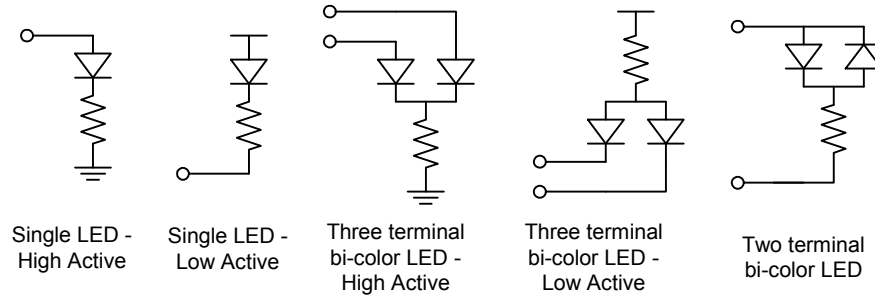 Single LED -
High Active
Single LED -
Low Active
Three terminal
bi-color LED -
High Active
Three terminal
bi-color LED -
Low Active
Two terminal
bi-color LED